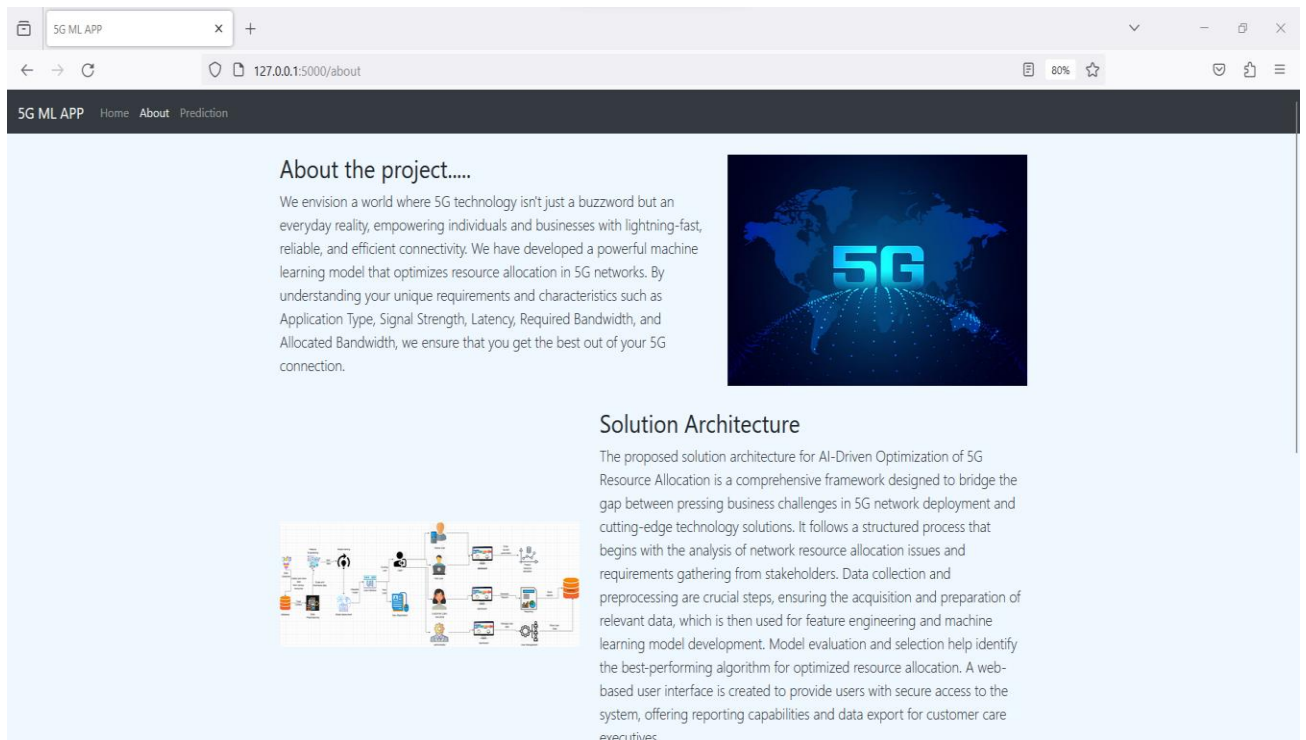 5G ML APP
127.0.0.1:5000/about
80%
5G ML APP Home About Prediction
About the project.....
We envision a world where 5G technology isn't just a buzzword but an
everyday reality, empowering individuals and businesses with lightning-fast,
reliable, and efficient connectivity. We have developed a powerful machine
learning model that optimizes resource allocation in 5G networks. By
understanding your unique requirements and characteristics such as
Application Type, Signal Strength, Latency, Required Bandwidth, and
Allocated Bandwidth, we ensure that you get the best out of your 5G
connection.
5G
Solution Architecture
The proposed solution architecture for AI-Driven Optimization of 5G
Resource Allocation is a comprehensive framework designed to bridge the
gap between pressing business challenges in 5G network deployment and
cutting-edge technology solutions. It follows a structured process that
begins with the analysis of network resource allocation issues and
requirements gathering from stakeholders. Data collection and
preprocessing are crucial steps, ensuring the acquisition and preparation of
relevant data, which is then used for feature engineering and machine
learning model development. Model evaluation and selection help identify
the best-performing algorithm for optimized resource allocation. A web-
based user interface is created to provide users with secure access to the
system, offering reporting capabilities and data export for customer care
executives.